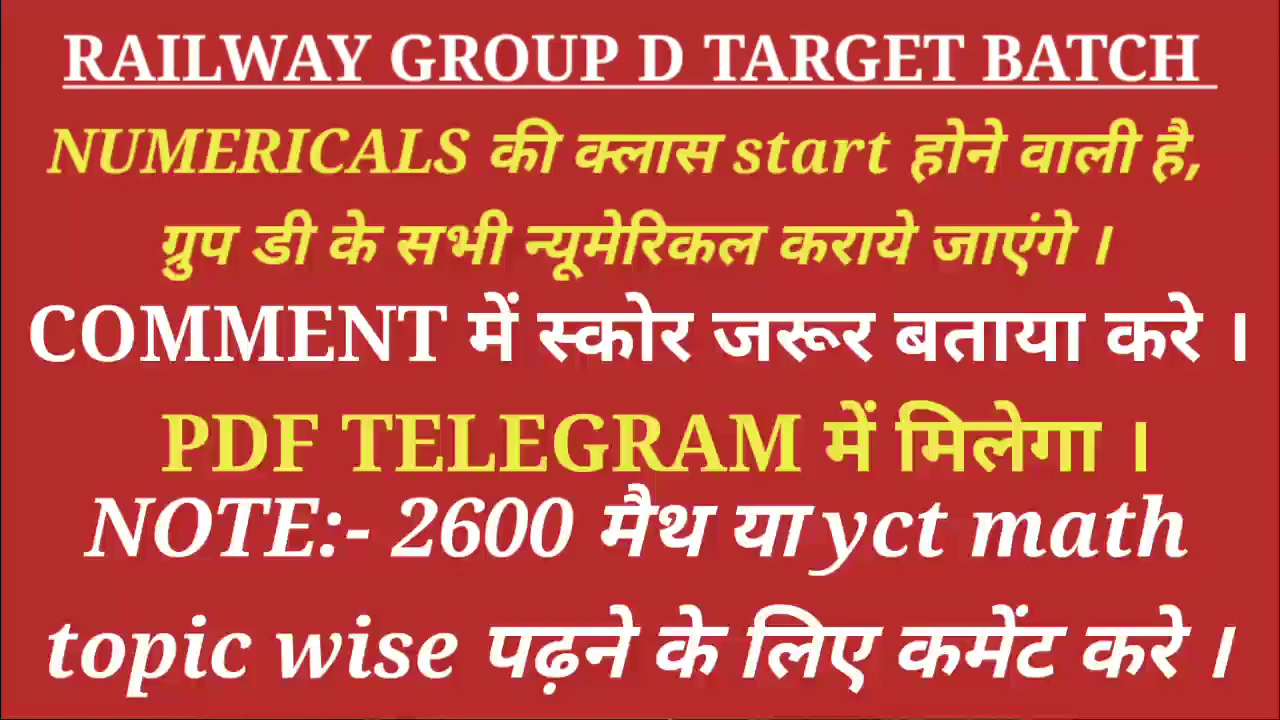 RAILWAY GROUP D TARGET BATCH
NUMERICALS की क्लास start होने वाली है,
ग्रुप डी के सभी न्यूमेरिकल कराये जाएंगे ।
COMMENT में स्कोर जरूर बताया करे ।
PDF TELEGRAM में मिलेगा ।
NOTE:- 2600 मैथ या yct math
topic wise पढ़ने के लिए कमेंट करे ।